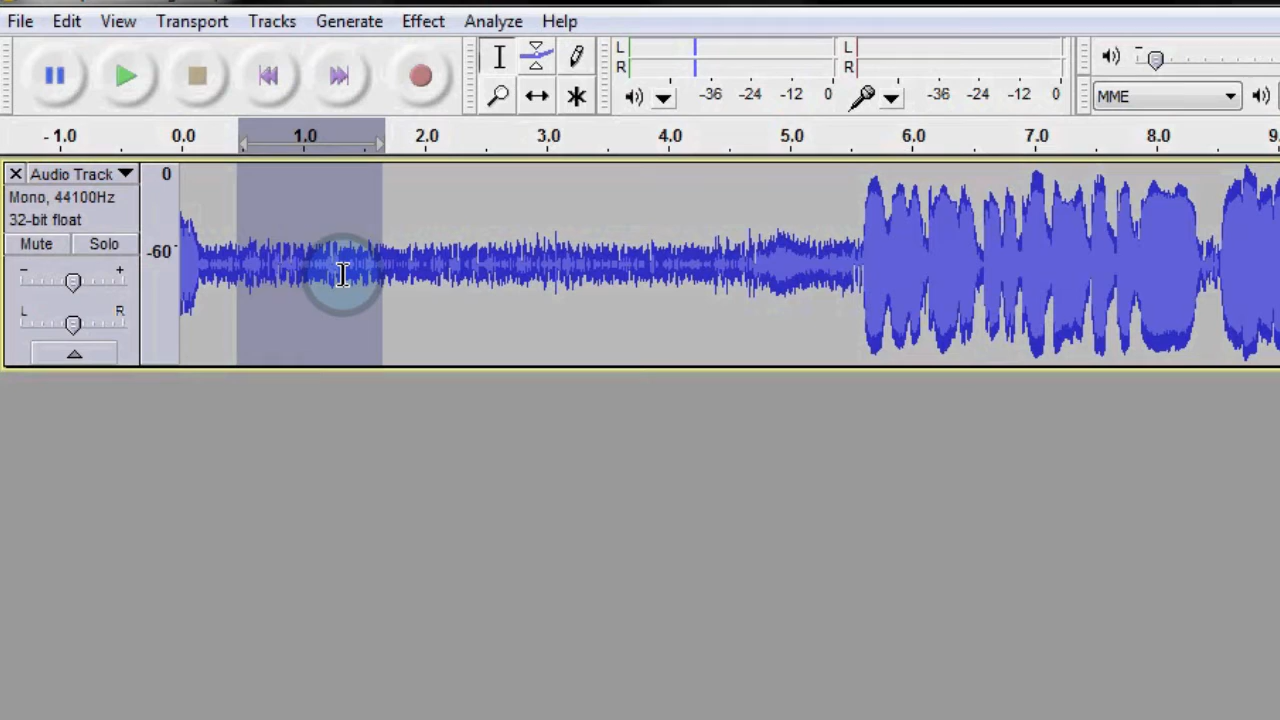 File Edit View Transport Tracks Generate Effect Analyze Help
L
R
-36 -24 -12 0
L
R
-36 -24 -12 0
MME
- 1.0 0.0 1.0 2.0 3.0 4.0 5.0 6.0 7.0 8.0 9.
Audio Track
Mono, 44100Hz
32-bit float
Mute Solo
- +
L R
0
-60